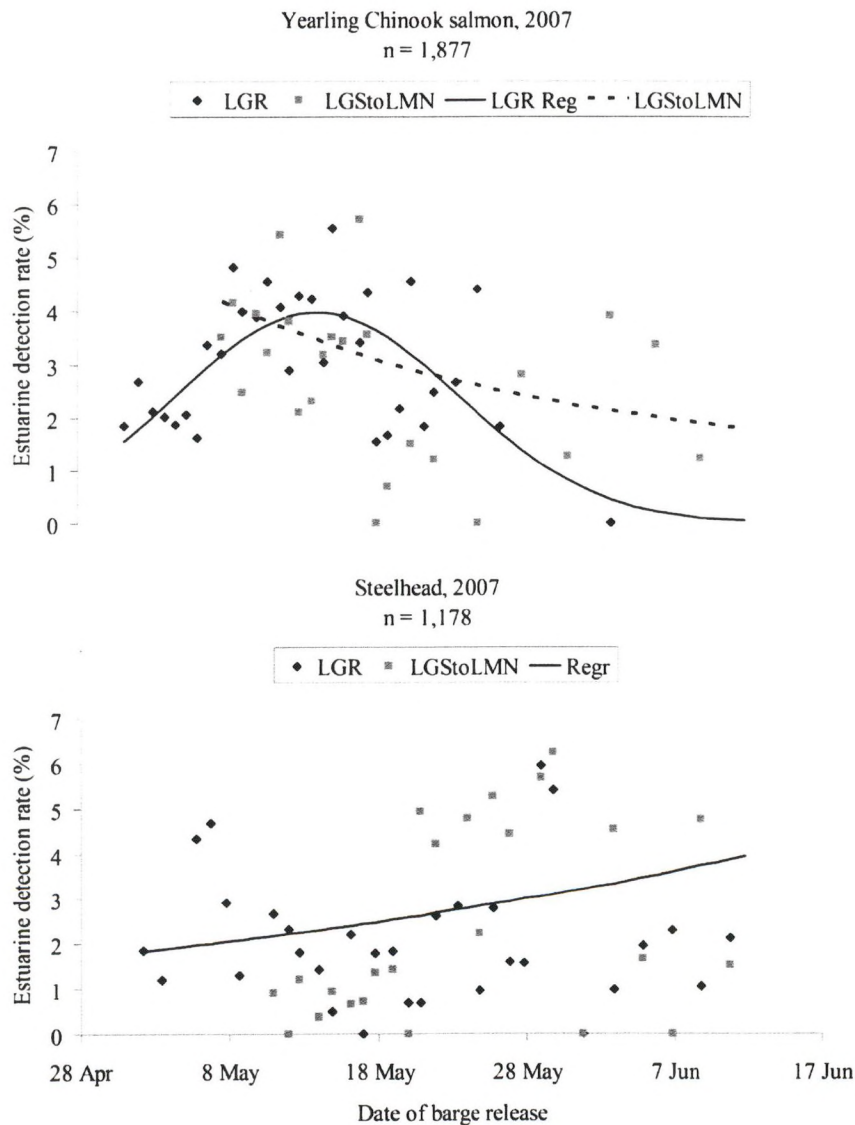 Yearling Chinook salmon, 2007
n = 1,877
LGR LGStoLMN LGR Reg LGStoLMN
Estuarine detection rate (%)
7
6
5
4
3
2
1
0
Steelhead, 2007
n = 1,178
LGR LGStoLMN Regr
Estuarine detection rate (%)
7
6
5
4
3
2
1
0
28 Apr 8 May 18 May 28 May 7 Jun 17 Jun
Date of barge release